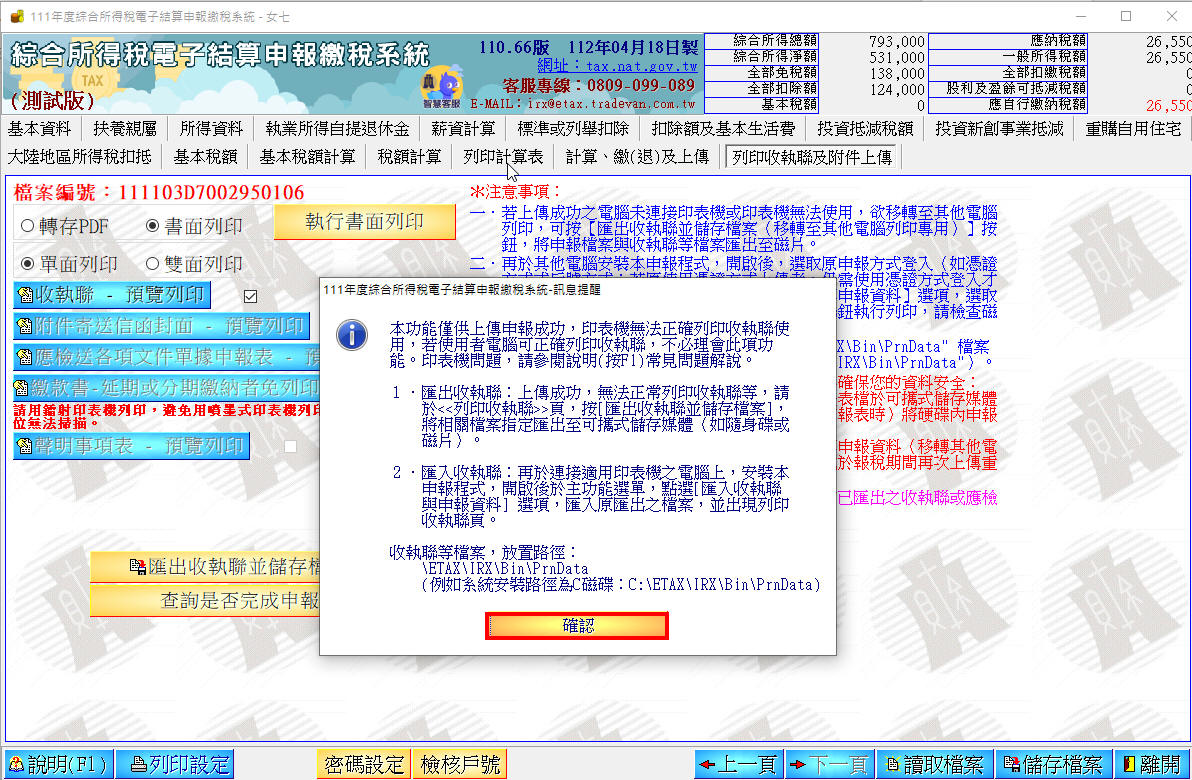 111年度綜合所得稅電子結算申報繳稅系統 - 女七
綜合所得稅電子結算申報繳稅系統
TAX
(測試版)
110.66版 112年04月18日製
網址：tax.nat.gov.tw
客服專線：0809-099-089
E-MAIL：irx@etax.tradevan.com.tw
智慧客服
綜合所得總額 793,000 應納稅額 26,550
綜合所得淨額 531,000 一般所得稅額 26,550
全部免稅額 138,000 全部扣繳稅額 0
全部扣除額 124,000 股利及盈餘可抵減稅額 0
基本稅額 0 應自行繳納稅額 26,550
基本資料 扶養親屬 所得資料 執業所得自提退休金 薪資計算 標準或列舉扣除 扣除額及基本生活費 投資抵減稅額 投資新創事業抵減 重購自用住宅
大陸地區所得稅扣抵 基本稅額 基本稅額計算 稅額計算 列印計算表 計算、繳(退)及上傳 列印收執聯及附件上傳
檔案編號：111103D7002950106
轉存PDF 書面列印 執行書面列印
單面列印 雙面列印
收執聯 - 預覽列印
附件寄送信函封面 - 預覽列印
應檢送各項文件單據申報表 - 預
繳款書-延期或分期繳納者免列印
請用鐳射印表機列印，避免用噴墨式印表機列印
位無法掃描。
聲明事項表 - 預覽列印
匯出收執聯並儲存檔
查詢是否完成申報
*注意事項：
一．若上傳成功之電腦未連接印表機或印表機無法使用，欲移轉至其他電腦
列印，可按［匯出收執聯並儲存檔案（移轉至其他電腦列印專用）］按
鈕，將申報檔案與收執聯等檔案匯出至磁片。
二．再於其他電腦安裝本申報程式，開啟後，選取原申報方式登入（如憑證
需使用憑證方式登入才
申報資料］選項，選取
鈕執行列印，請檢查磁
X\Bin\PrnData" 檔案
IRX\Bin\PrnData"）。
確保您的資料安全：
表檔於可攜式儲存媒體
報表時）將硬碟內申報
申報資料（移轉其他電
於報稅期間再次上傳重
已匯出之收執聯或應檢
111年度綜合所得稅電子結算申報繳稅系統-訊息提醒
本功能僅供上傳申報成功，印表機無法正確列印收執聯使
用，若使用者電腦可正確列印收執聯，不必理會此項功
能。印表機問題，請參閱說明(按F1)常見問題解說。
1．匯出收執聯：上傳成功，無法正常列印收執聯等，請
於<<列印收執聯>>頁，按[匯出收執聯並儲存檔案]，
將相關檔案指定匯出至可攜式儲存媒體（如隨身碟或
磁片）。
2．匯入收執聯：再於連接適用印表機之電腦上，安裝本
申報程式，開啟後於主功能選單，點選[匯入收執聯
與申報資料] 選項，匯入原匯出之檔案，並出現列印
收執聯頁。
收執聯等檔案，放置路徑：
\ETAX\IRX\Bin\PrnData
(例如系統安裝路徑為C磁碟：C:\ETAX\IRX\Bin\PrnData)
確認
說明(F1) 列印設定 密碼設定 檢核戶號 上一頁 下一頁 讀取檔案 儲存檔案 離開